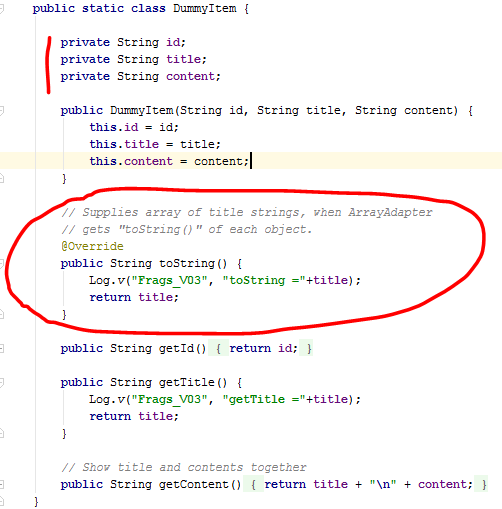 public static class DummyItem {
private String id;
private String title;
private String content;
public DummyItem(String id, String title, String content) {
this.id = id;
this.title = title;
this.content = content;
}
// Supplies array of title strings, when ArrayAdapter
// gets "toString()" of each object.
@Override
public String toString() {
Log.v("Frags_V03", "toString ="+title);
return title;
}
public String getId() { return id; }
public String getTitle() {
Log.v("Frags_V03", "getTitle ="+title);
return title;
}
// Show title and contents together
public String getContent() { return title + "\n" + content; }
}